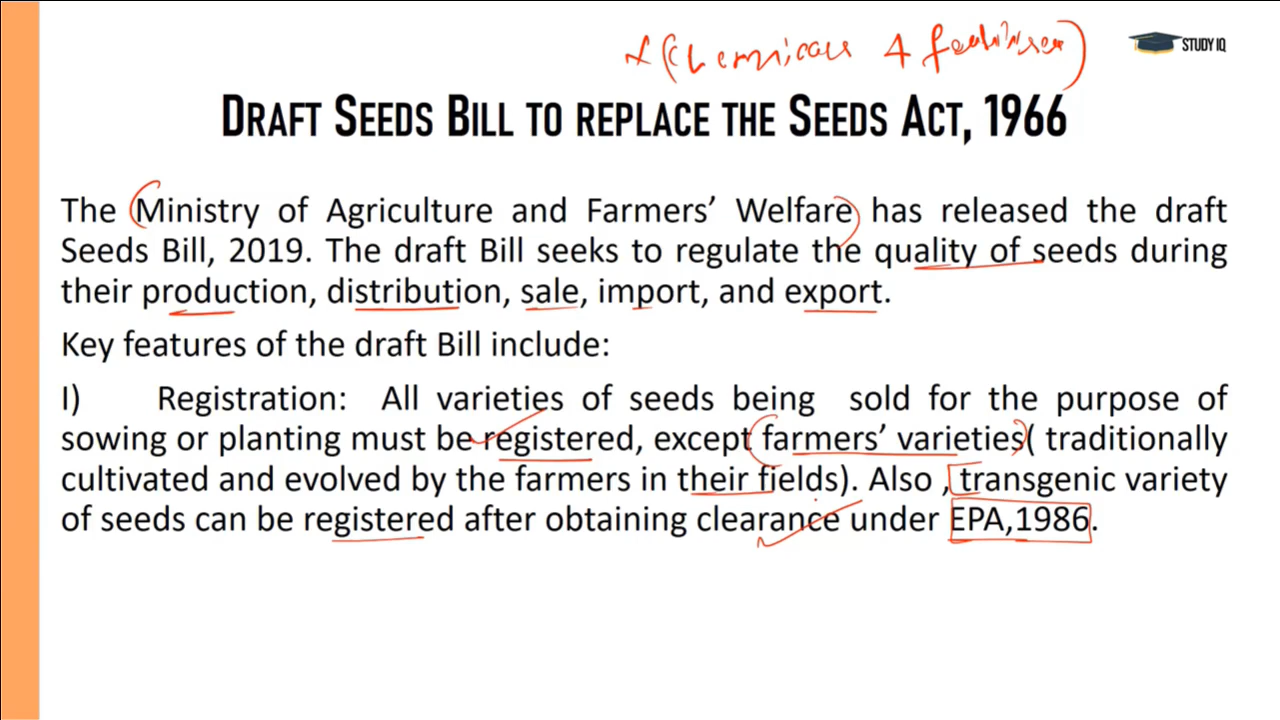 (Chemicals & fertilizer)
STUDY IQ
DRAFT SEEDS BILL TO REPLACE THE SEEDS ACT, 1966
The Ministry of Agriculture and Farmers’ Welfare has released the draft
Seeds Bill, 2019. The draft Bill seeks to regulate the quality of seeds during
their production, distribution, sale, import, and export.
Key features of the draft Bill include:
I) Registration: All varieties of seeds being sold for the purpose of
sowing or planting must be registered, except farmers’ varieties( traditionally
cultivated and evolved by the farmers in their fields). Also , transgenic variety
of seeds can be registered after obtaining clearance under EPA,1986.